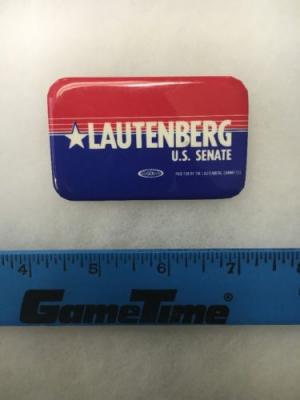 LAUTENBERG
U.S. SENATE
PAID FOR BY THE LAUTENBERG COMMITTEE
4 5 6 7
GameTime®